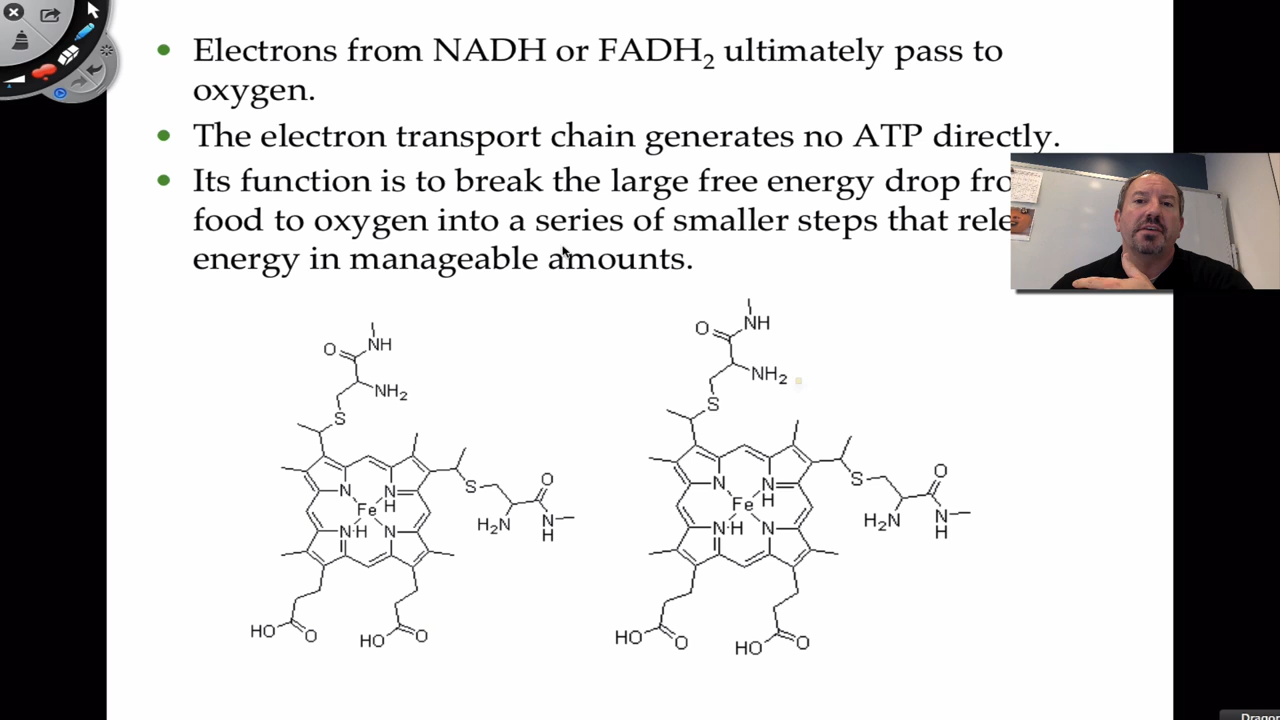 • Electrons from NADH or FADH₂ ultimately pass to
oxygen.
• The electron transport chain generates no ATP directly.
• Its function is to break the large free energy drop fro
food to oxygen into a series of smaller steps that rele
energy in manageable amounts.
O NH
O NH
NH₂
NH₂
S
S
S O
S O
N N
H
N N
H
Fe
Fe
H₂N N
H
H₂N N
H
NH N
NH N
HO O
HO O
HO O
HO O